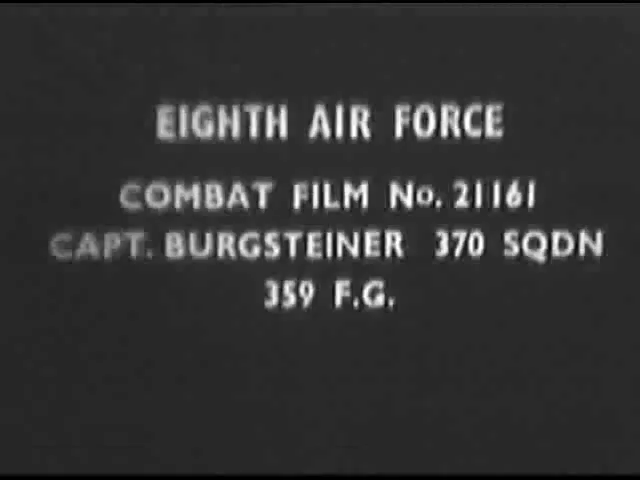 EIGHTH AIR FORCE
COMBAT FILM No. 21161
CAPT. BURGSTEINER 370 SQDN
359 F.G.